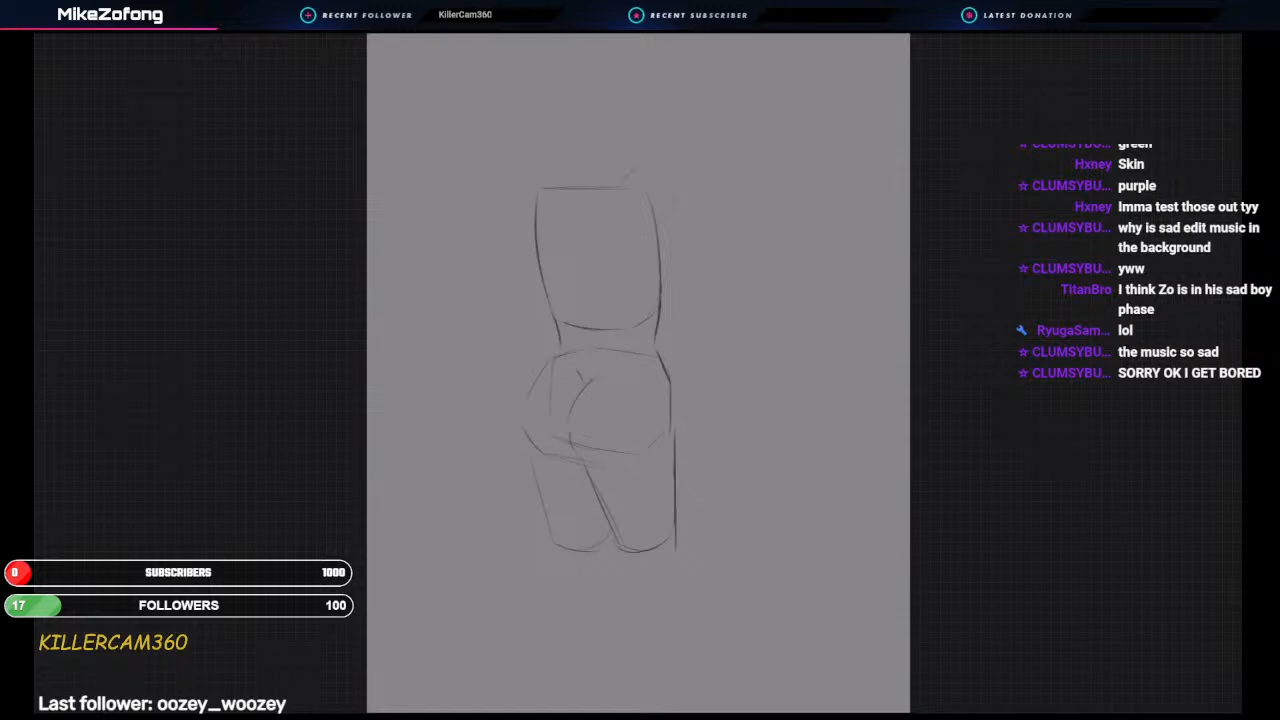 MikeZofong
RECENT FOLLOWER
KillerCam360
RECENT SUBSCRIBER
LATEST DONATION
☆ CLUMSYBU... green
Hxney Skin
☆ CLUMSYBU... purple
Hxney Imma test those out tyy
☆ CLUMSYBU... why is sad edit music in
the background
☆ CLUMSYBU... yww
TitanBro I think Zo is in his sad boy
phase
RyugaSam... lol
☆ CLUMSYBU... the music so sad
☆ CLUMSYBU... SORRY OK I GET BORED
0 SUBSCRIBERS 1000
17 FOLLOWERS 100
KILLERCAM360
Last follower: oozey_woozey